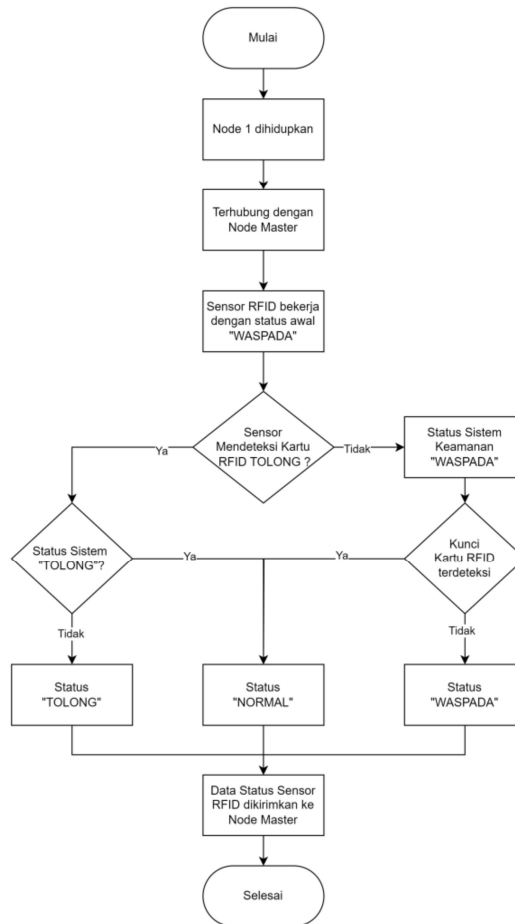 Mulai
Node 1 dihidupkan
Terhubung dengan
Node Master
Sensor RFID bekerja
dengan status awal
"WASPADA"
Sensor
Mendeteksi Kartu
RFID TOLONG ?
Ya
Tidak
Status Sistem
Keamanan
"WASPADA"
Status Sistem
"TOLONG"?
Ya
Ya
Kunci
Kartu RFID
terdeteksi
Tidak
Tidak
Status
"TOLONG"
Status
"NORMAL"
Status
"WASPADA"
Data Status Sensor
RFID dikirimkan ke
Node Master
Selesai